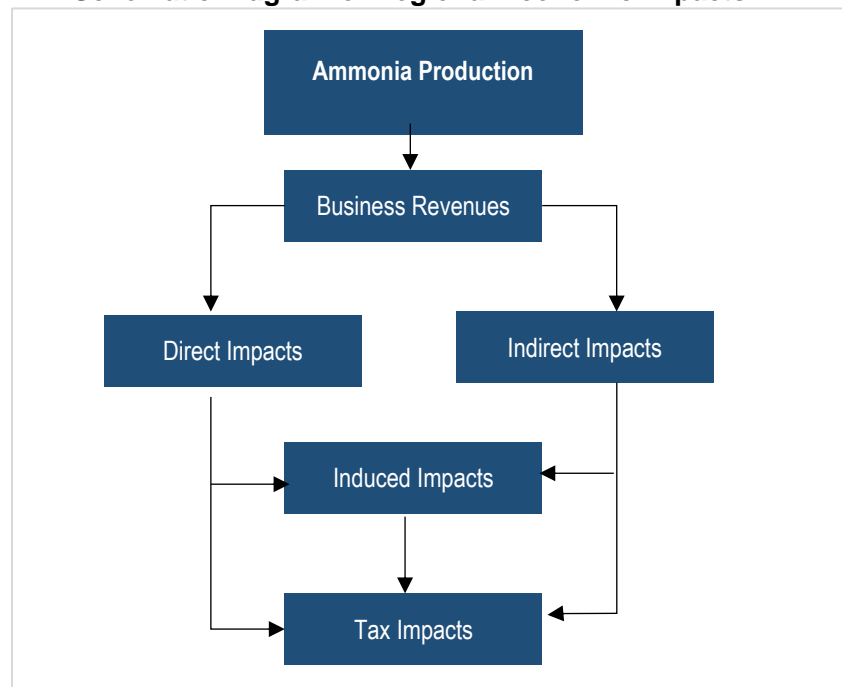 Ammonia Production
Business Revenues
Direct Impacts
Indirect Impacts
Induced Impacts
Tax Impacts